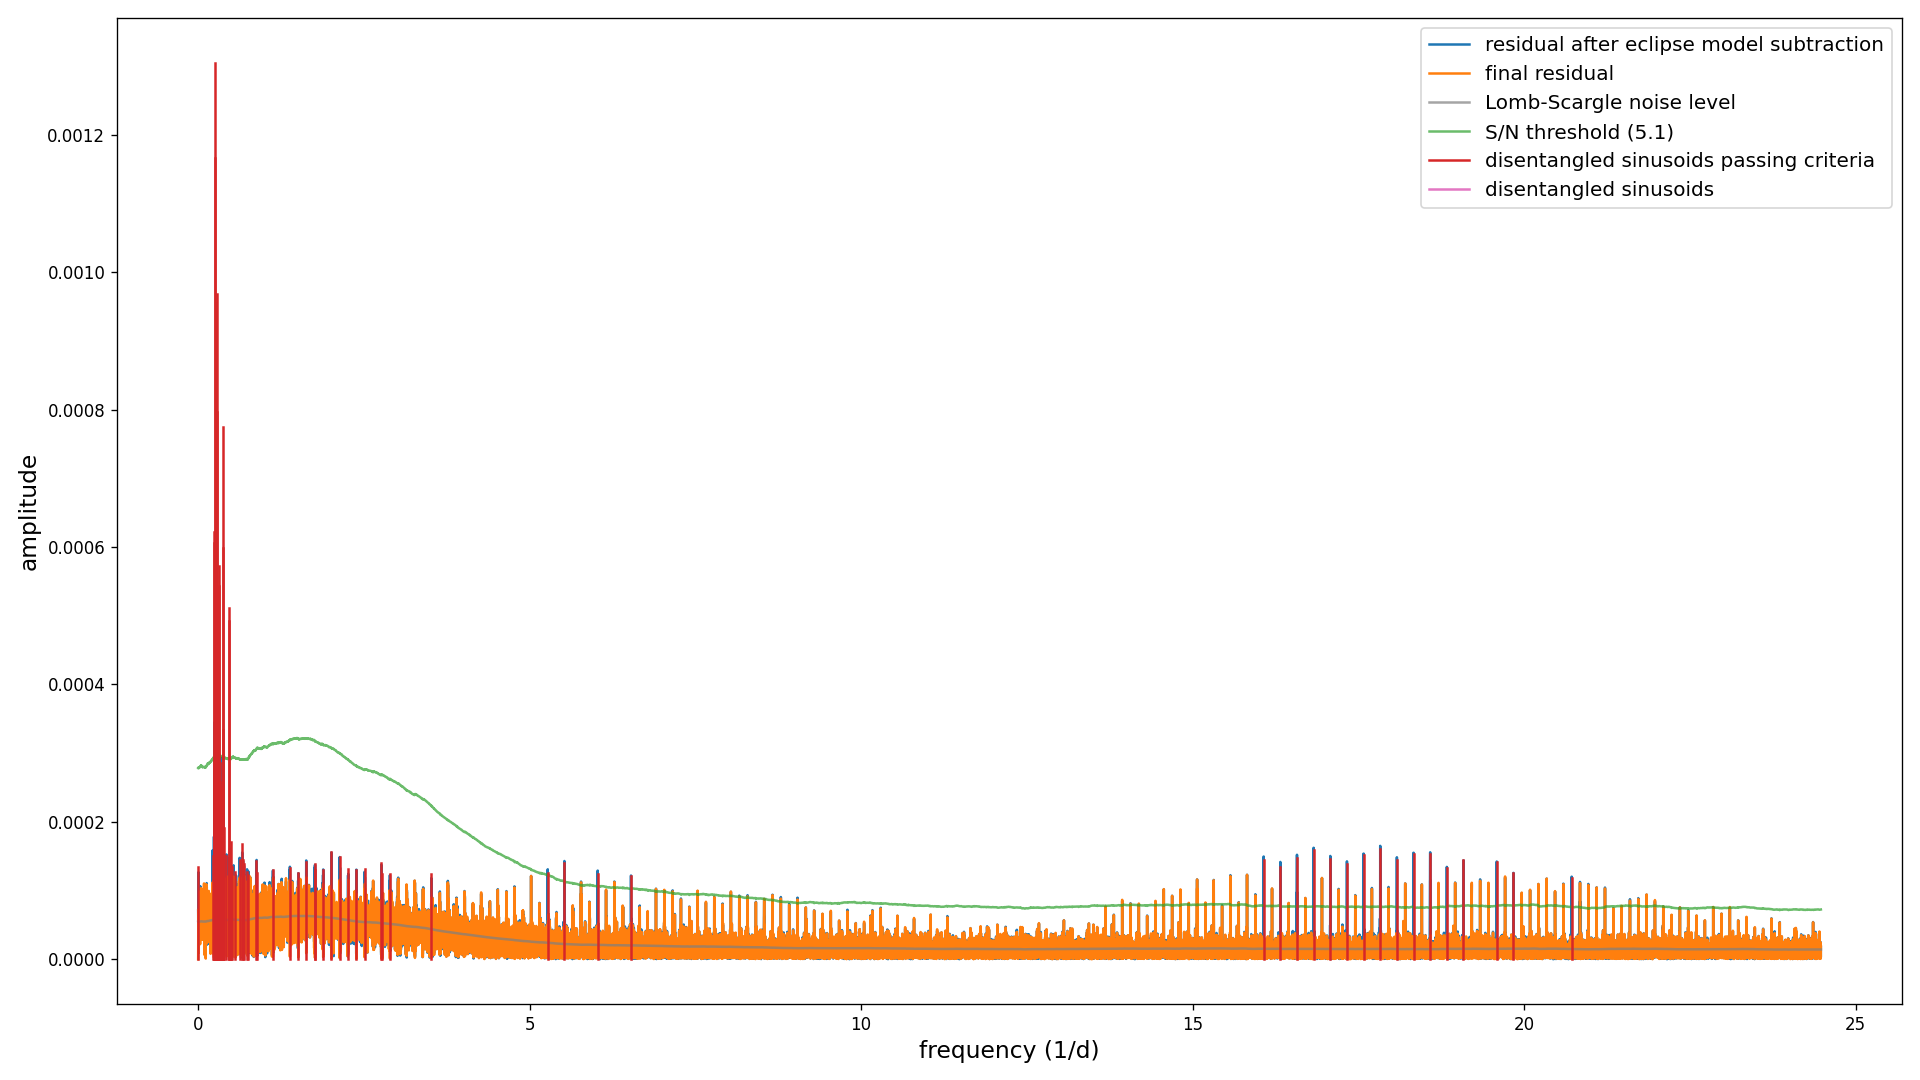 residual after eclipse model subtraction
final residual
Lomb-Scargle noise level
S/N threshold (5.1)
disentangled sinusoids passing criteria
disentangled sinusoids
0.0012
0.0010
0.0008
0.0006
0.0004
0.0002
0.0000
amplitude
0 5 10 15 20 25
frequency (1/d)